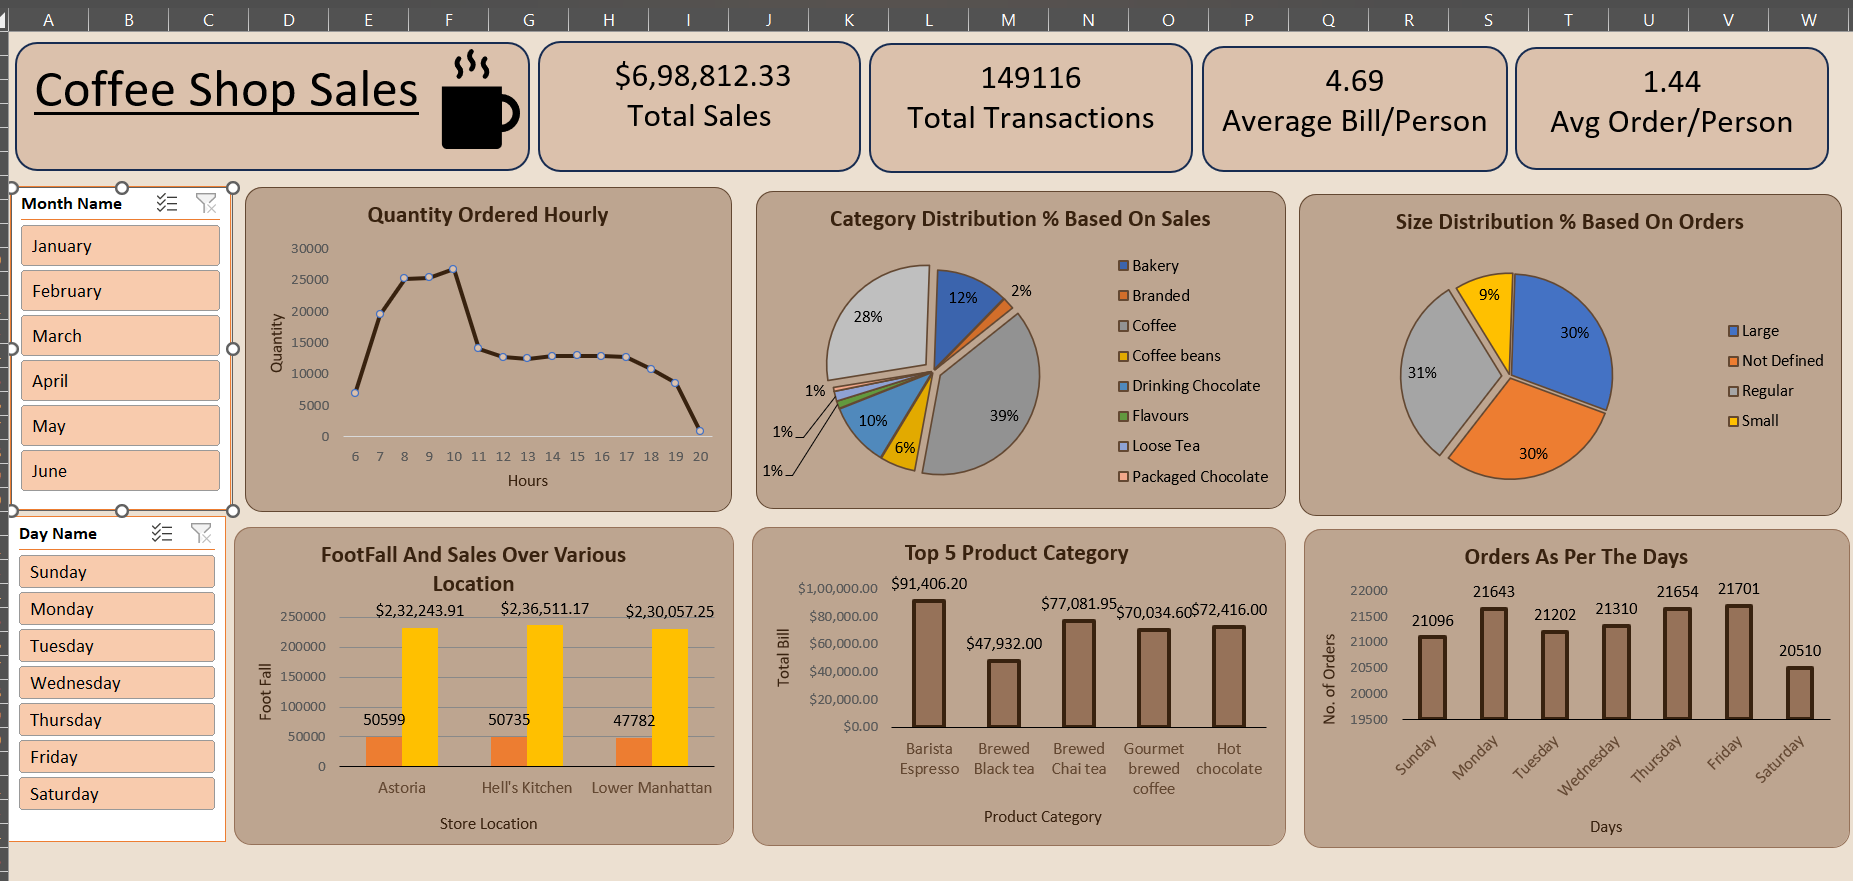 A B C D E F G H I J K L M N O P Q R S T U V W
Coffee Shop Sales
$6,98,812.33
Total Sales
149116
Total Transactions
4.69
Average Bill/Person
1.44
Avg Order/Person
Month Name
January
February
March
April
May
June
Day Name
Sunday
Monday
Tuesday
Wednesday
Thursday
Friday
Saturday
Quantity Ordered Hourly
30000
25000
20000
15000
10000
5000
0
Quantity
6 7 8 9 10 11 12 13 14 15 16 17 18 19 20
Hours
Category Distribution % Based On Sales
12%
2%
39%
6%
10%
1%
1%
1%
28%
Bakery
Branded
Coffee
Coffee beans
Drinking Chocolate
Flavours
Loose Tea
Packaged Chocolate
Size Distribution % Based On Orders
30%
30%
31%
9%
Large
Not Defined
Regular
Small
FootFall And Sales Over Various
Location
250000
200000
150000
100000
50000
0
Foot Fall
$2,32,243.91 $2,36,511.17 $2,30,057.25
50599 50735 47782
Astoria Hell's Kitchen Lower Manhattan
Store Location
Top 5 Product Category
$1,00,000.00
$80,000.00
$60,000.00
$40,000.00
$20,000.00
$0.00
Total Bill
$91,406.20
$47,932.00
$77,081.95
$70,034.60
$72,416.00
Barista
Espresso
Brewed
Black tea
Brewed
Chai tea
Gourmet
brewed
coffee
Hot
chocolate
Product Category
Orders As Per The Days
22000
21500
21000
20500
20000
19500
No. of Orders
21096
21643
21202
21310
21654
21701
20510
Sunday
Monday
Tuesday
Wednesday
Thursday
Friday
Saturday
Days